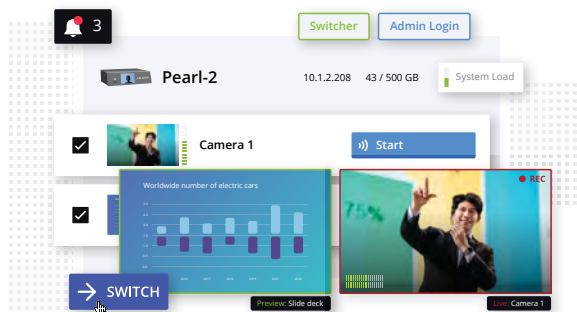 3
Switcher
Admin Login
Pearl-2
10.1.2.208
43 / 500 GB
System Load
Camera 1
Start
Worldwide number of electric cars
REC
75%
SWITCH
Preview: Slide deck
Live: Camera 1